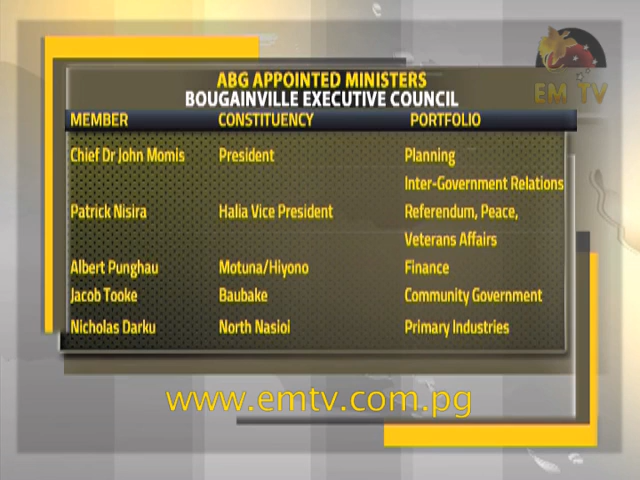 EM TV
ABG APPOINTED MINISTERS
BOUGAINVILLE EXECUTIVE COUNCIL
MEMBER CONSTITUENCY PORTFOLIO
Chief Dr John Momis President Planning
Inter-Government Relations
Patrick Nisira Halia Vice President Referendum, Peace,
Veterans Affairs
Albert Punghau Motuna/Hiyono Finance
Jacob Tooke Baubake Community Government
Nicholas Darku North Nasioi Primary Industries
www.emtv.com.pg